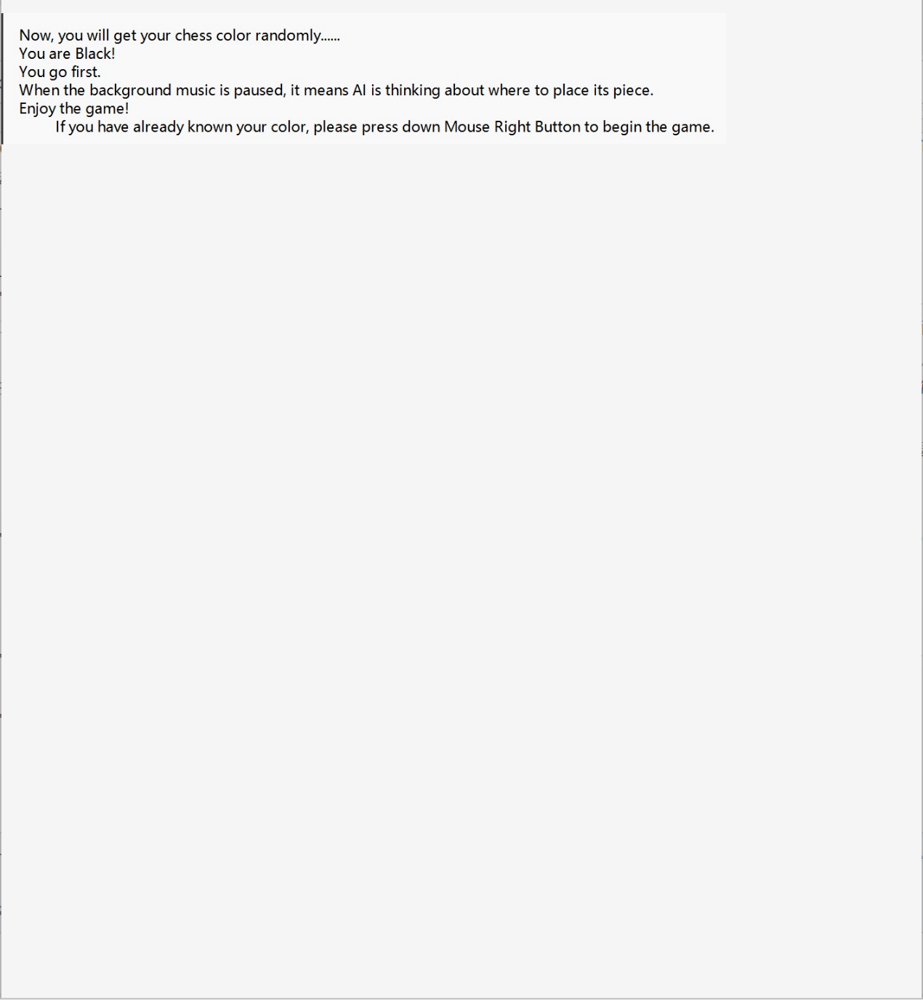 Now, you will get your chess color randomly......
You are Black!
You go first.
When the background music is paused, it means AI is thinking about where to place its piece.
Enjoy the game!
If you have already known your color, please press down Mouse Right Button to begin the game.